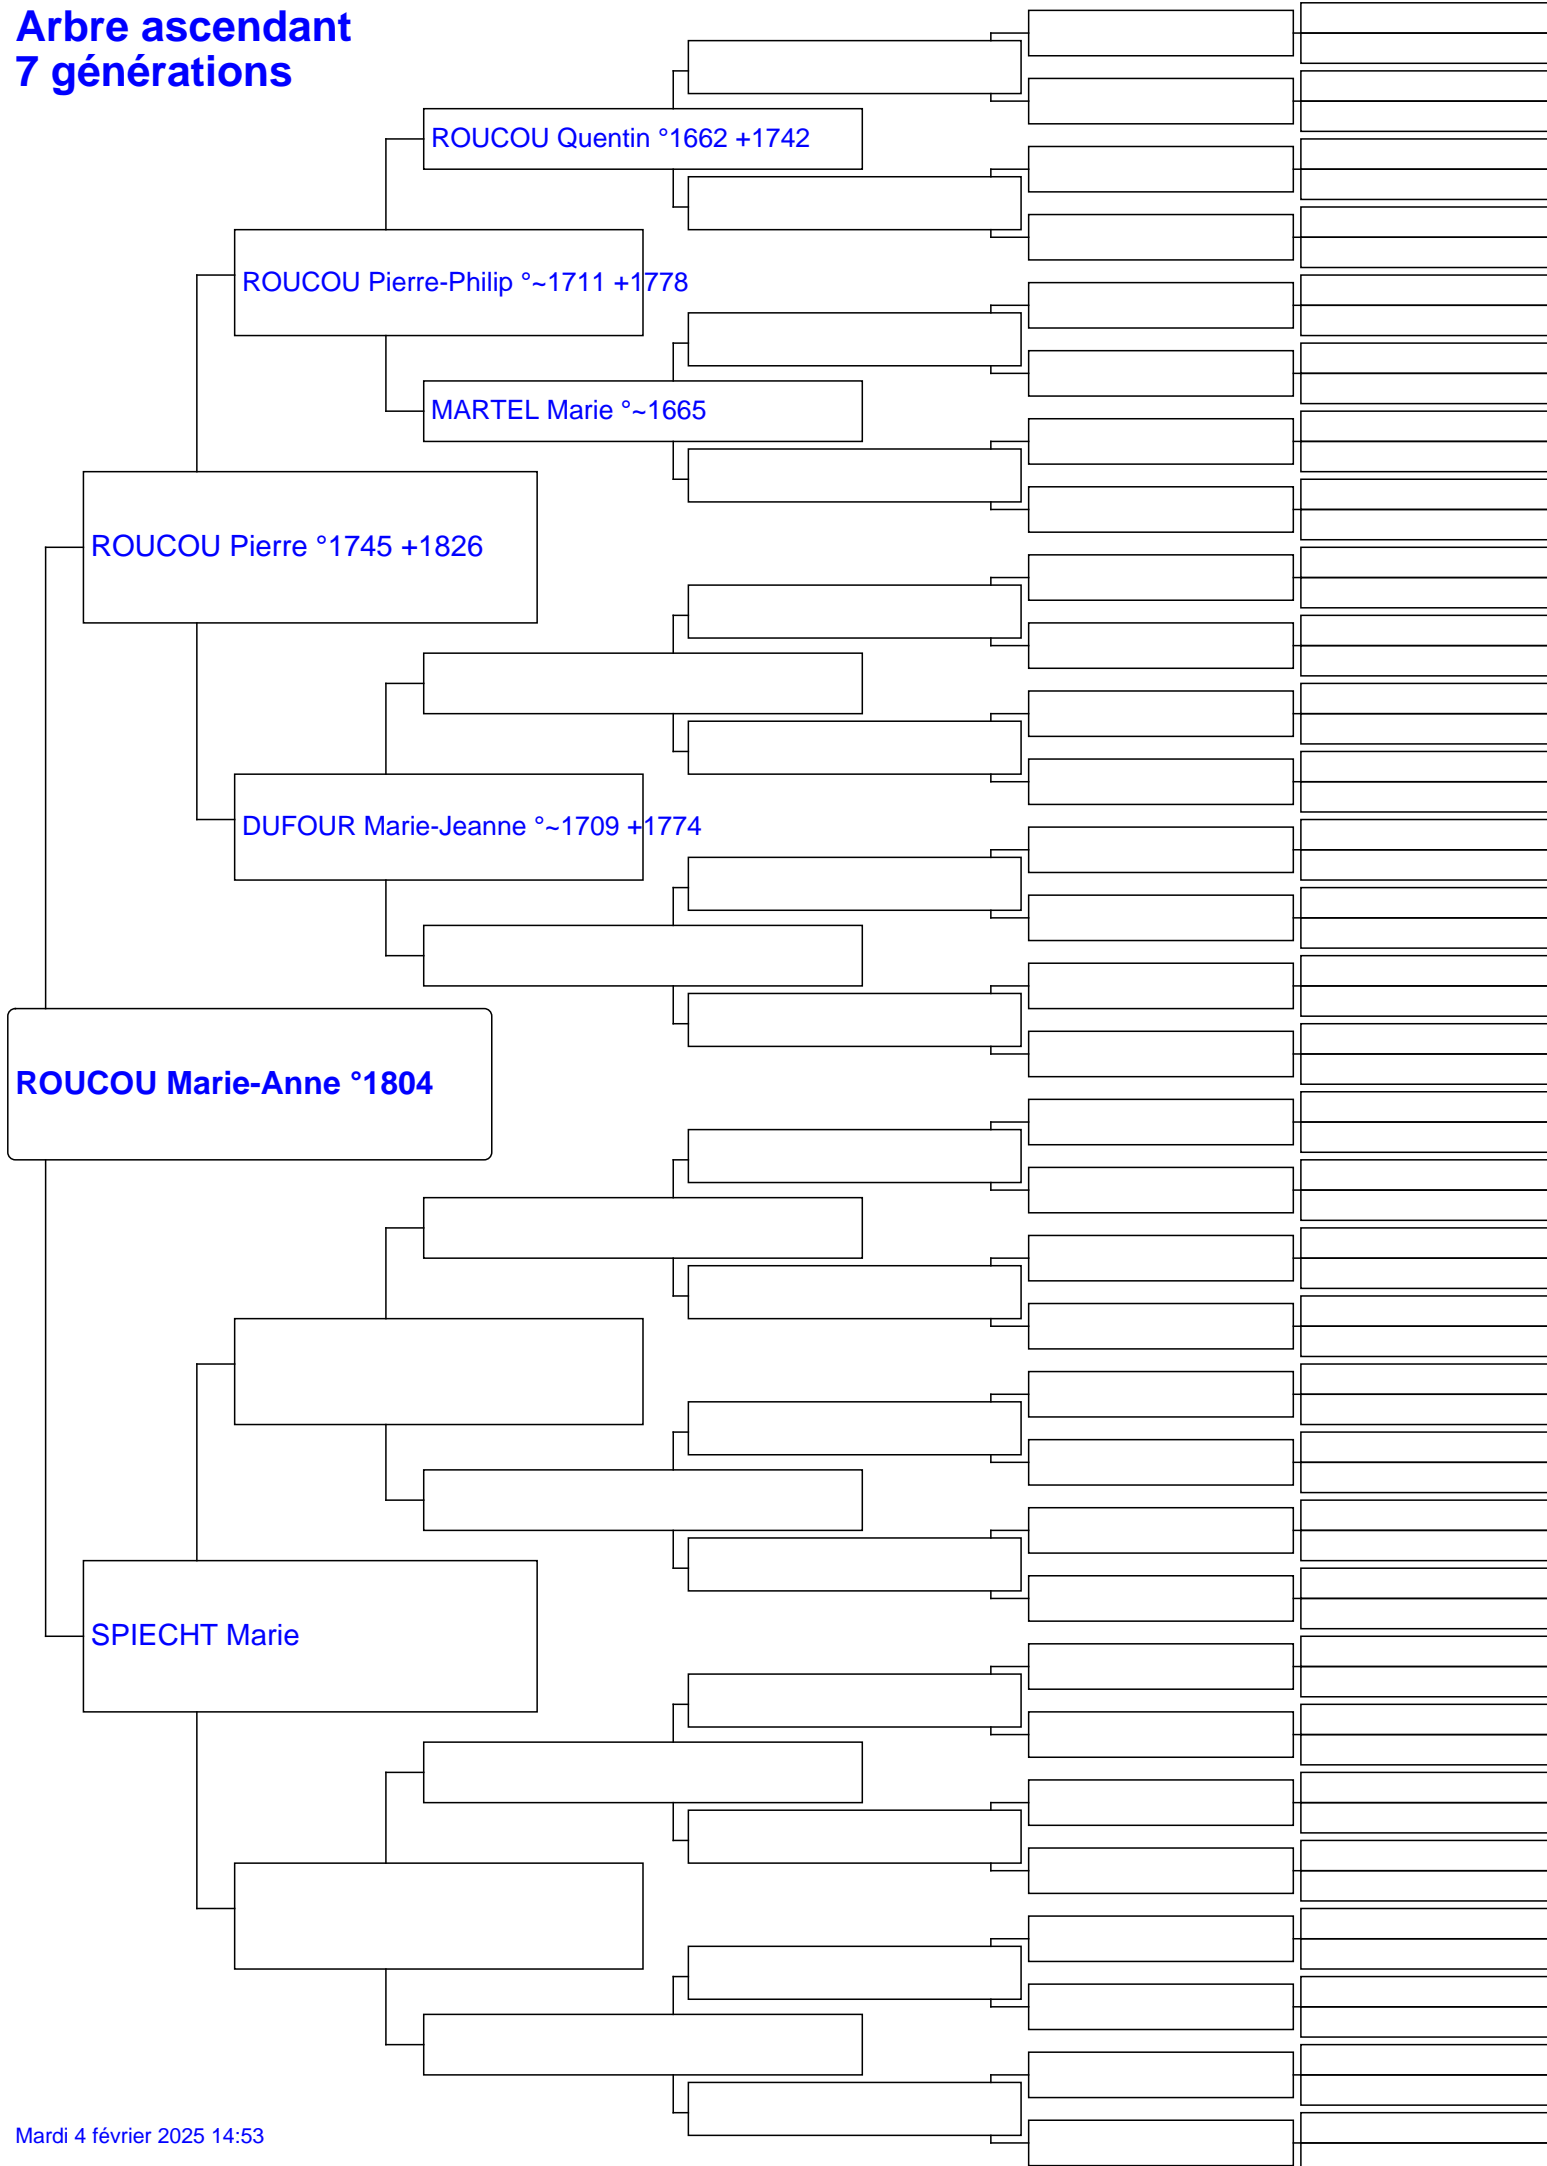 Arbre ascendant
7 générations
ROUCOU Quentin °1662 +1742
ROUCOU Pierre-Philip °~1711 +1778
MARTEL Marie °~1665
ROUCOU Pierre °1745 +1826
DUFOUR Marie-Jeanne °~1709 +1774
ROUCOU Marie-Anne °1804
SPIECHT Marie
Mardi 4 février 2025 14:53